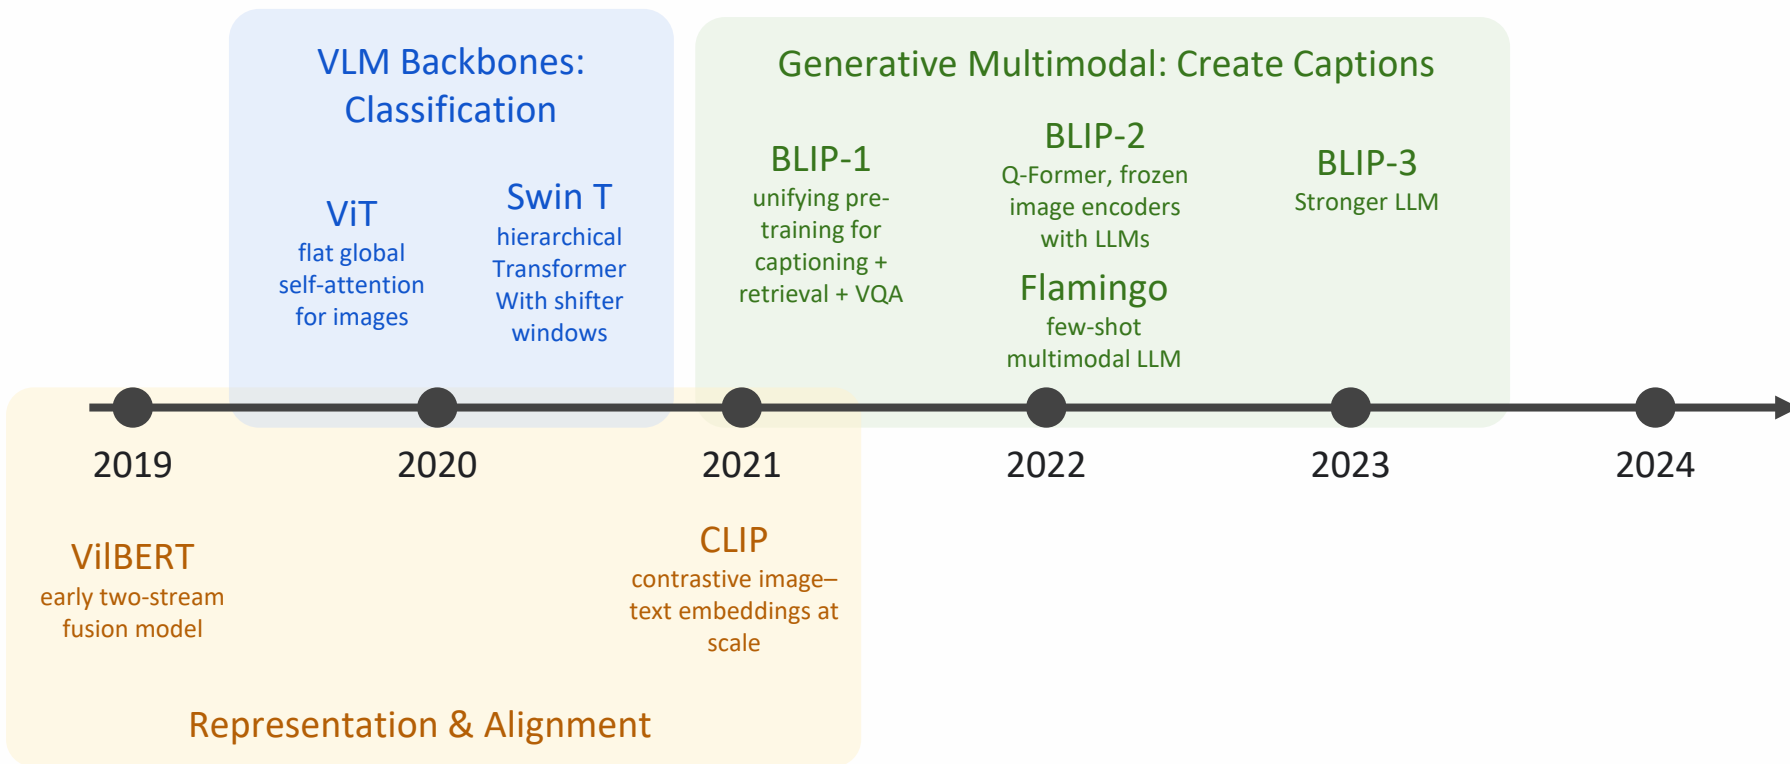 VLM Backbones:
Classification
ViT
flat global
self-attention
for images
Swin T
hierarchical
Transformer
With shifter
windows
Generative Multimodal: Create Captions
BLIP-1
unifying pre-
training for
captioning +
retrieval + VQA
BLIP-2
Q-Former, frozen
image encoders
with LLMs
Flamingo
few-shot
multimodal LLM
BLIP-3
Stronger LLM
2019
2020
2021
2022
2023
2024
VilBERT
early two-stream
fusion model
CLIP
contrastive image–
text embeddings at
scale
Representation & Alignment